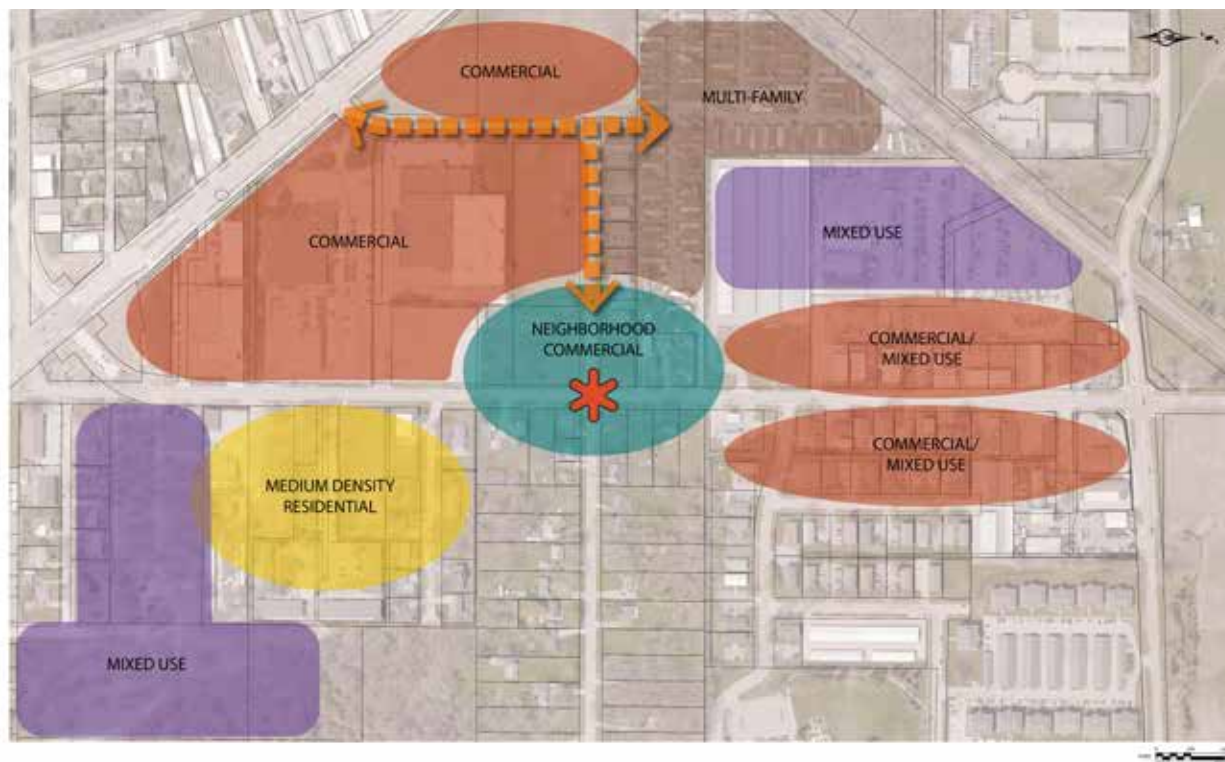 COMMERCIAL
MULTI-FAMILY
MIXED USE
COMMERCIAL
NEIGHBORHOOD
COMMERCIAL
COMMERCIAL/
MIXED USE
COMMERCIAL/
MIXED USE
MEDIUM DENSITY
RESIDENTIAL
MIXED USE